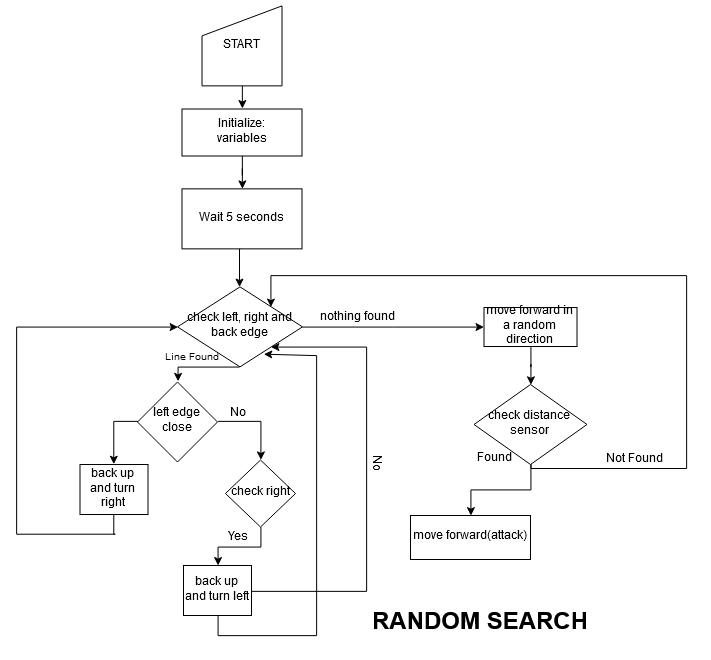 START
Initialize:
variables
Wait 5 seconds
check left, right and
back edge
nothing found
move forward in
a random
direction
Line Found
left edge
close
No
check distance
sensor
Found
Not Found
back up
and turn
right
check right
No
Yes
move forward(attack)
back up
and turn left
RANDOM SEARCH